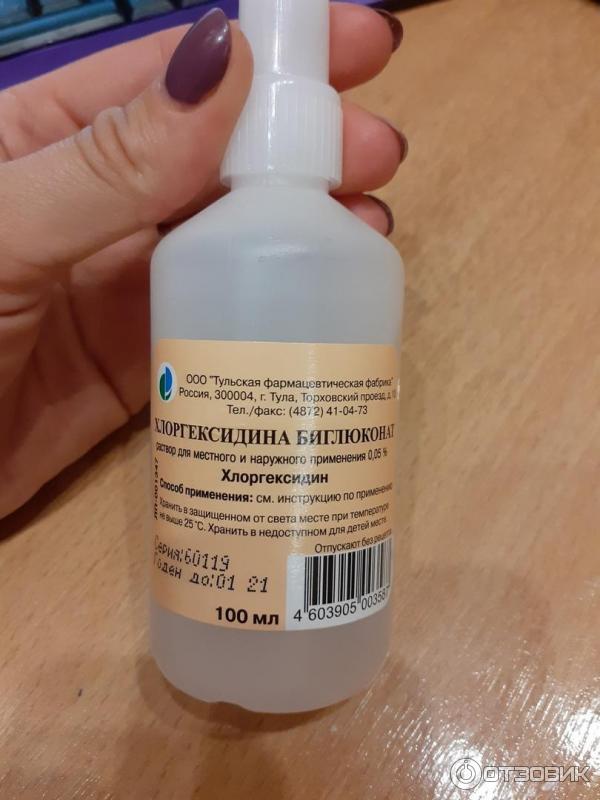 ООО "Тульская фармацевтическая фабрика"
Россия, 300004, г. Тула, Торховский проезд, д.
Тел./факс: (4872) 41-04-73
ХЛОРГЕКСИДИНА БИГЛЮКОНАТ
раствор для местного и наружного применения 0,05 %
Хлоргексидин
Способ применения: см. инструкцию по применению
Хранить в защищенном от света месте при температуре
не выше 25 °С. Хранить в недоступном для детей месте.
Отпускают без рецепта
Серия:60119
Годен до:01 21
100 мл
4 603905 003587
ОТЗОВИК